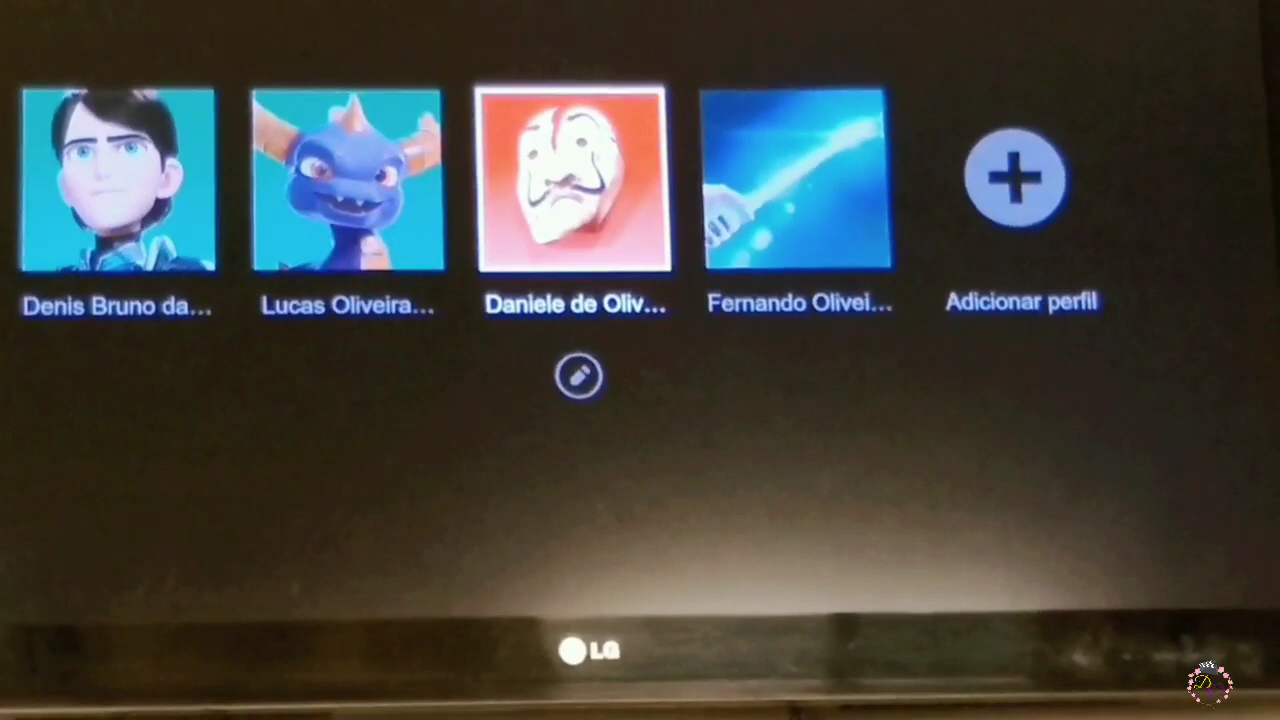 Denis Bruno da...
Lucas Oliveira...
Daniele de Oliv...
Fernando Olivei...
Adicionar perfil
LG